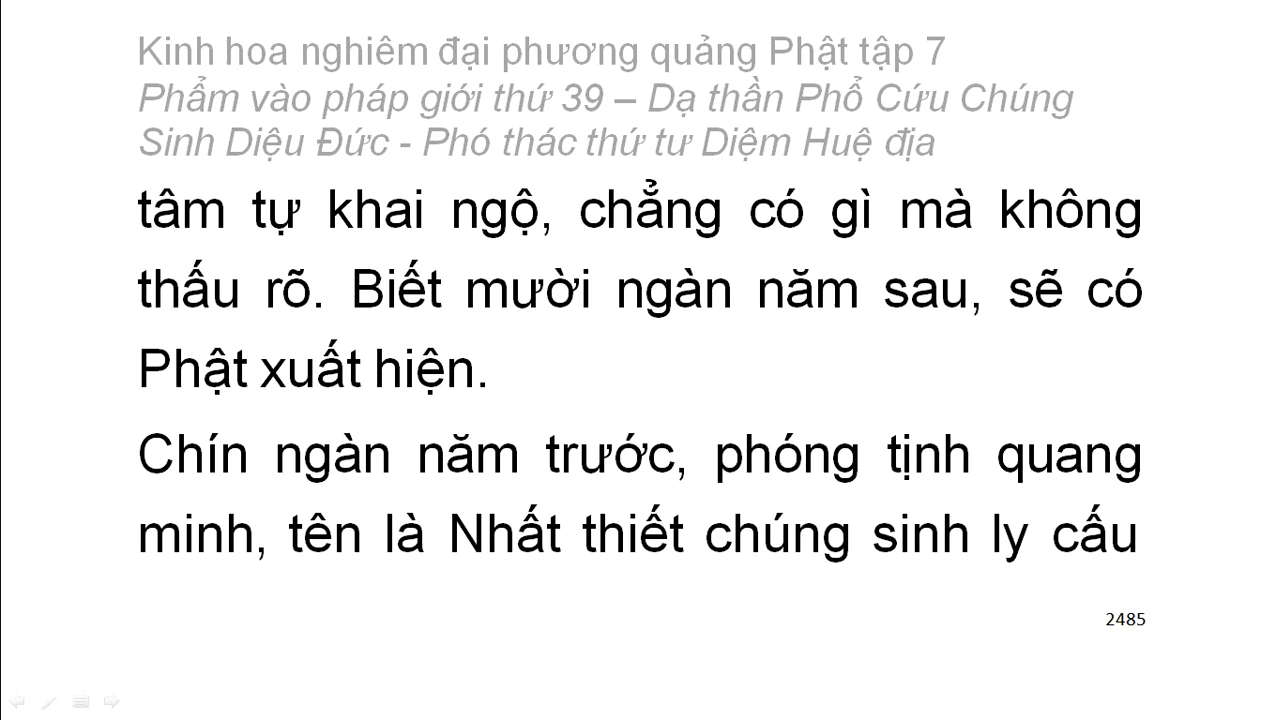 Kinh hoa nghiêm đại phương quảng Phật tập 7
Phẩm vào pháp giới thứ 39 – Dạ thần Phổ Cứu Chúng
Sinh Diệu Đức - Phó thác thứ tư Diệm Huệ địa
tâm tự khai ngộ, chẳng có gì mà không
thấu rõ. Biết mười ngàn năm sau, sẽ có
Phật xuất hiện.
Chín ngàn năm trước, phóng tịnh quang
minh, tên là Nhất thiết chúng sinh ly cấu
2485